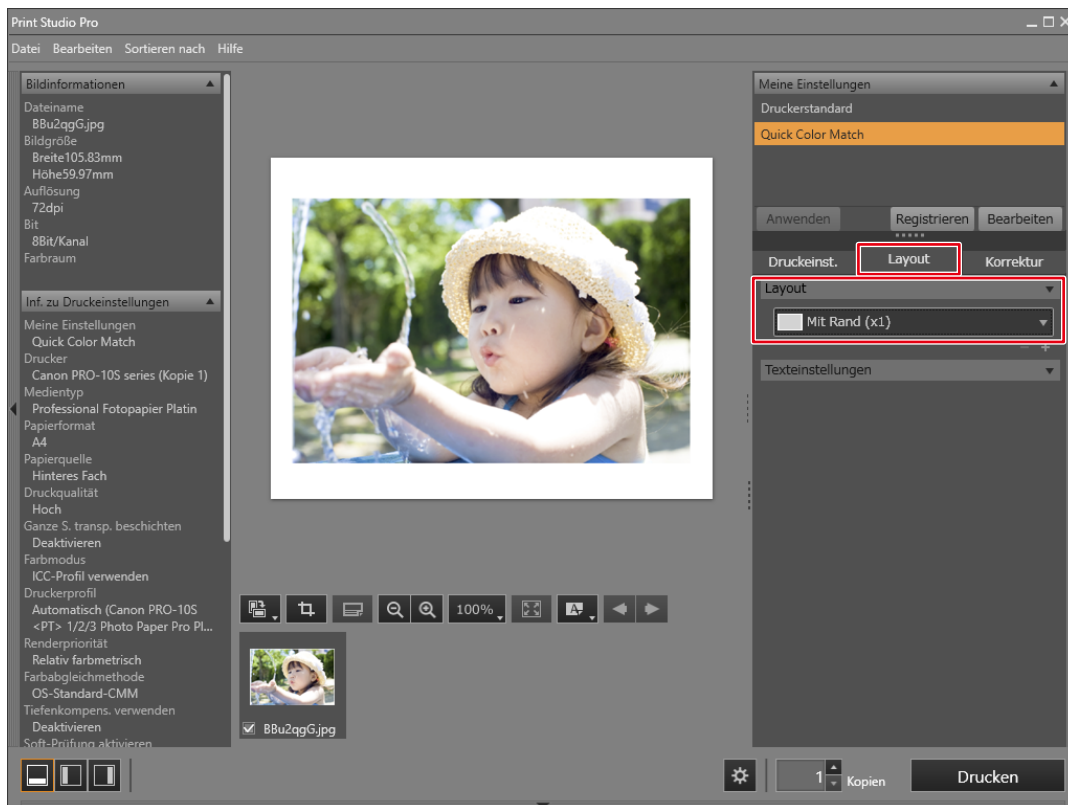 Print Studio Pro
Datei Bearbeiten Sortieren nach Hilfe
Bildinformationen
Dateiname
BBu2qgG.jpg
Bildgröße
Breite105.83mm
Höhe59.97mm
Auflösung
72dpi
Bit
8Bit/Kanal
Farbraum
Inf. zu Druckeinstellungen
Meine Einstellungen
Quick Color Match
Drucker
Canon PRO-10S series (Kopie 1)
Medientyp
Professional Fotopapier Platin
Papierformat
A4
Papierquelle
Hinteres Fach
Druckqualität
Hoch
Ganze S. transp. beschichten
Deaktivieren
Farbmodus
ICC-Profil verwenden
Druckerprofil
Automatisch (Canon PRO-10S
<PT> 1/2/3 Photo Paper Pro Pl...
Renderpriorität
Relativ farbmetrisch
Farbabgleichmethode
OS-Standard-CMM
Tiefenkompens. verwenden
Deaktivieren
Soft-Prüfung aktivieren
100%
BBu2qgG.jpg
Meine Einstellungen
Druckerstandard
Quick Color Match
Anwenden Registrieren Bearbeiten
Druckeinst. Layout Korrektur
Layout
Mit Rand (x1)
Texteinstellungen
1 Kopien Drucken